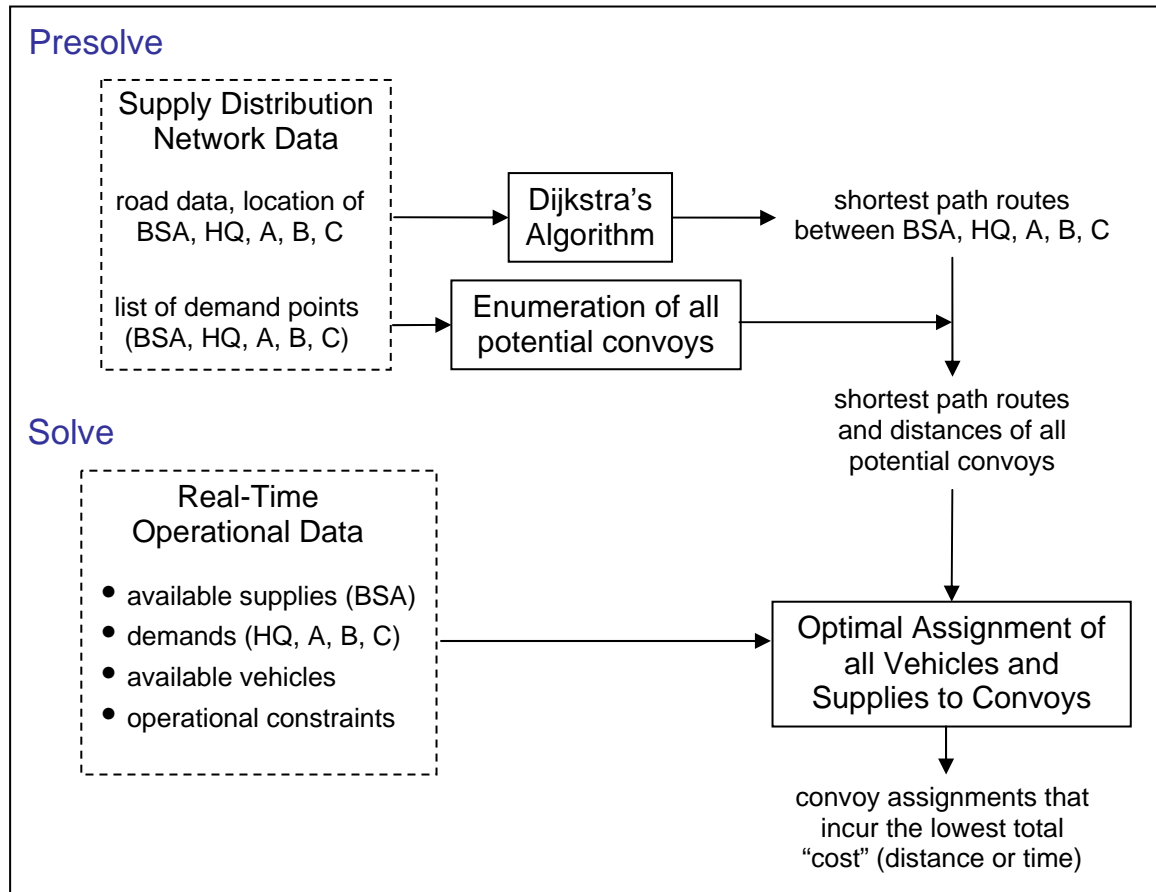 Presolve
Supply Distribution
Network Data
road data, location of
BSA, HQ, A, B, C
Dijkstra’s
Algorithm
shortest path routes
between BSA, HQ, A, B, C
list of demand points
(BSA, HQ, A, B, C)
Enumeration of all
potential convoys
shortest path routes
and distances of all
potential convoys
Solve
Real-Time
Operational Data
• available supplies (BSA)
• demands (HQ, A, B, C)
• available vehicles
• operational constraints
Optimal Assignment of
all Vehicles and
Supplies to Convoys
convoy assignments that
incur the lowest total
“cost” (distance or time)